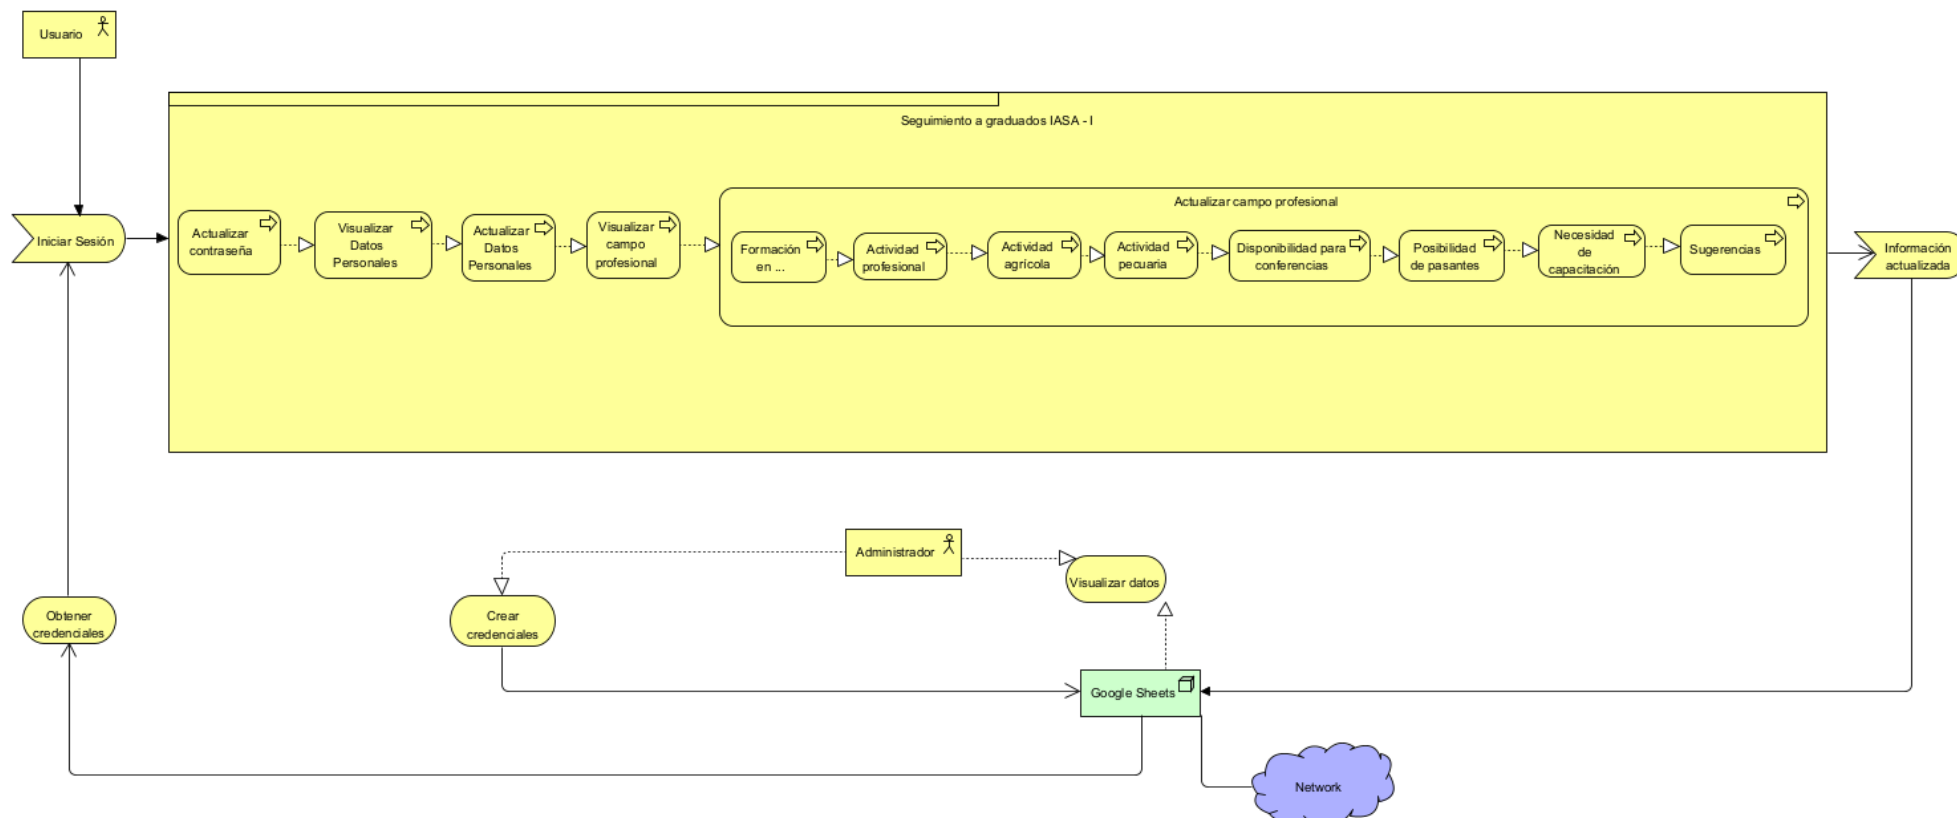 Usuario
Seguimiento a graduados IASA - I
Iniciar Sesión
Actualizar
contraseña
Visualizar
Datos
Personales
Actualizar
Datos
Personales
Visualizar
campo
profesional
Actualizar campo profesional
Formación
en ...
Actividad
profesional
Actividad
agrícola
Actividad
pecuaria
Disponibilidad para
conferencias
Posibilidad
de pasantes
Necesidad
de
capacitación
Sugerencias
Información
actualizada
Administrador
Visualizar datos
Obtener
credenciales
Crear
credenciales
Google Sheets
Network